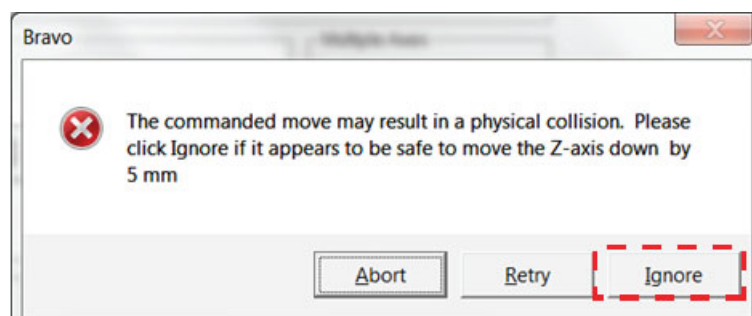 Bravo
The commanded move may result in a physical collision. Please
click Ignore if it appears to be safe to move the Z-axis down by
5 mm
Abort
Retry
Ignore